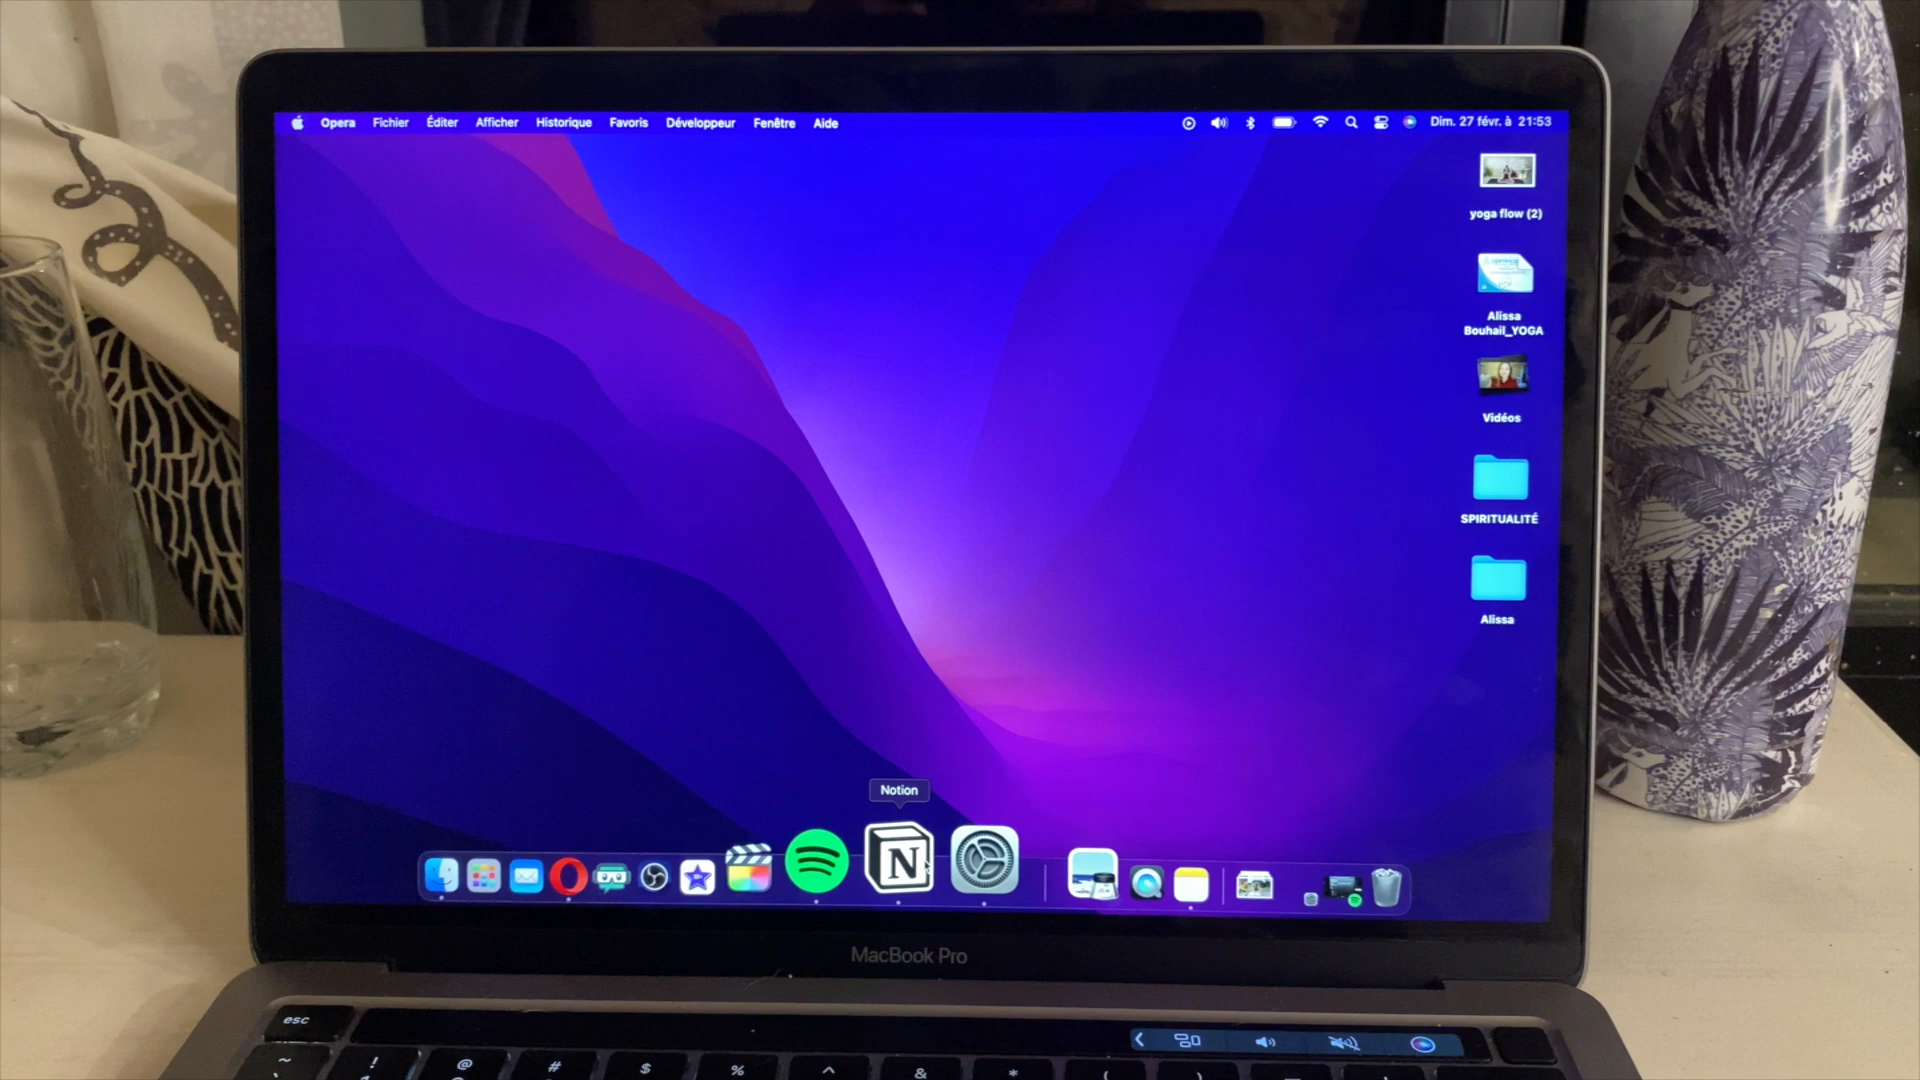 Opera Fichier Éditer Afficher Historique Favoris Développeur Fenêtre Aide Dim. 27 févr. à 21:53
yoga flow (2)
Alissa
Bouhail_YOGA
Vidéos
SPIRITUALITÉ
Alissa
Notion
N
MacBook Pro
esc
~ ! @ # $ % ^ & * ( )